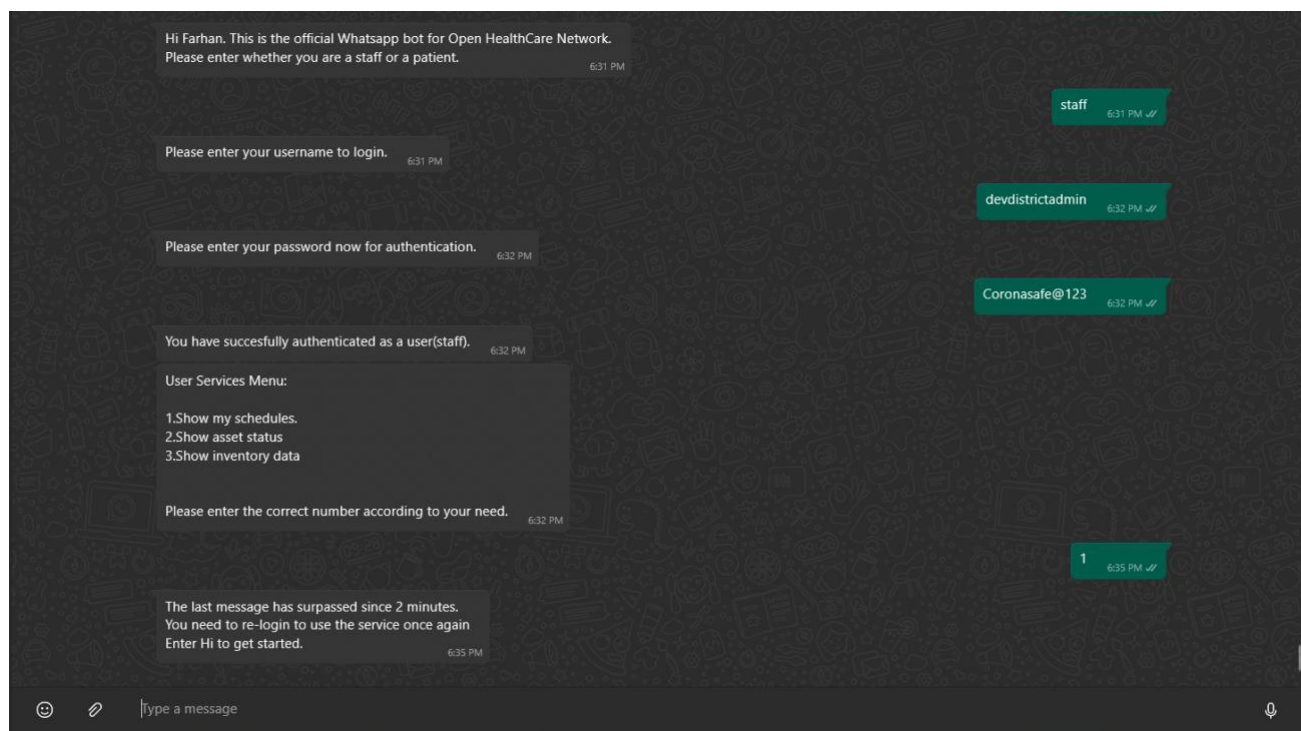 Hi Farhan. This is the official Whatsapp bot for Open HealthCare Network.
Please enter whether you are a staff or a patient.
6:31 PM
staff
6:31 PM
Please enter your username to login.
6:31 PM
devdistrictadmin
6:32 PM
Please enter your password now for authentication.
6:32 PM
Coronasafe@123
6:32 PM
You have succesfully authenticated as a user(staff).
6:32 PM
User Services Menu:
1.Show my schedules.
2.Show asset status
3.Show inventory data
Please enter the correct number according to your need.
6:32 PM
1
6:35 PM
The last message has surpassed since 2 minutes.
You need to re-login to use the service once again
Enter Hi to get started.
6:35 PM
Type a message